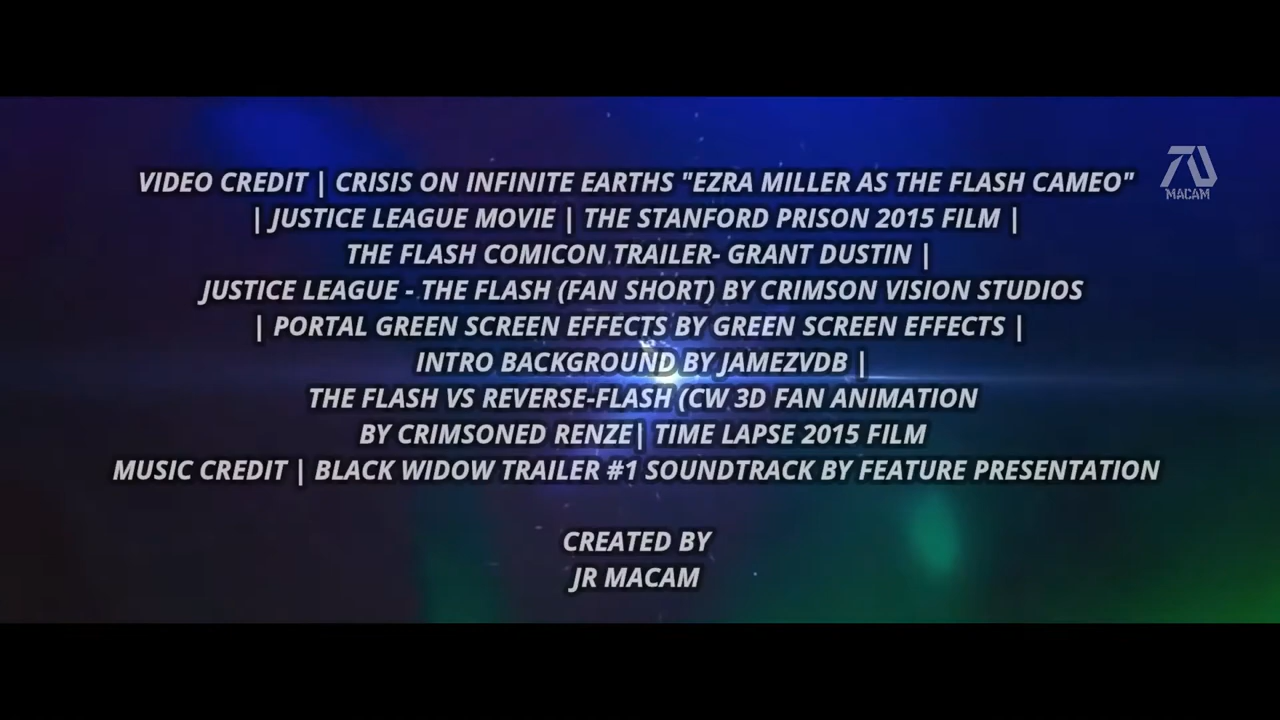 VIDEO CREDIT | CRISIS ON INFINITE EARTHS "EZRA MILLER AS THE FLASH CAMEO"
| JUSTICE LEAGUE MOVIE | THE STANFORD PRISON 2015 FILM |
THE FLASH COMICON TRAILER- GRANT DUSTIN |
JUSTICE LEAGUE - THE FLASH (FAN SHORT) BY CRIMSON VISION STUDIOS
| PORTAL GREEN SCREEN EFFECTS BY GREEN SCREEN EFFECTS |
INTRO BACKGROUND BY JAMEZVDB |
THE FLASH VS REVERSE-FLASH (CW 3D FAN ANIMATION
BY CRIMSONED RENZE| TIME LAPSE 2015 FILM
MUSIC CREDIT | BLACK WIDOW TRAILER #1 SOUNDTRACK BY FEATURE PRESENTATION
CREATED BY
JR MACAM
MACAM